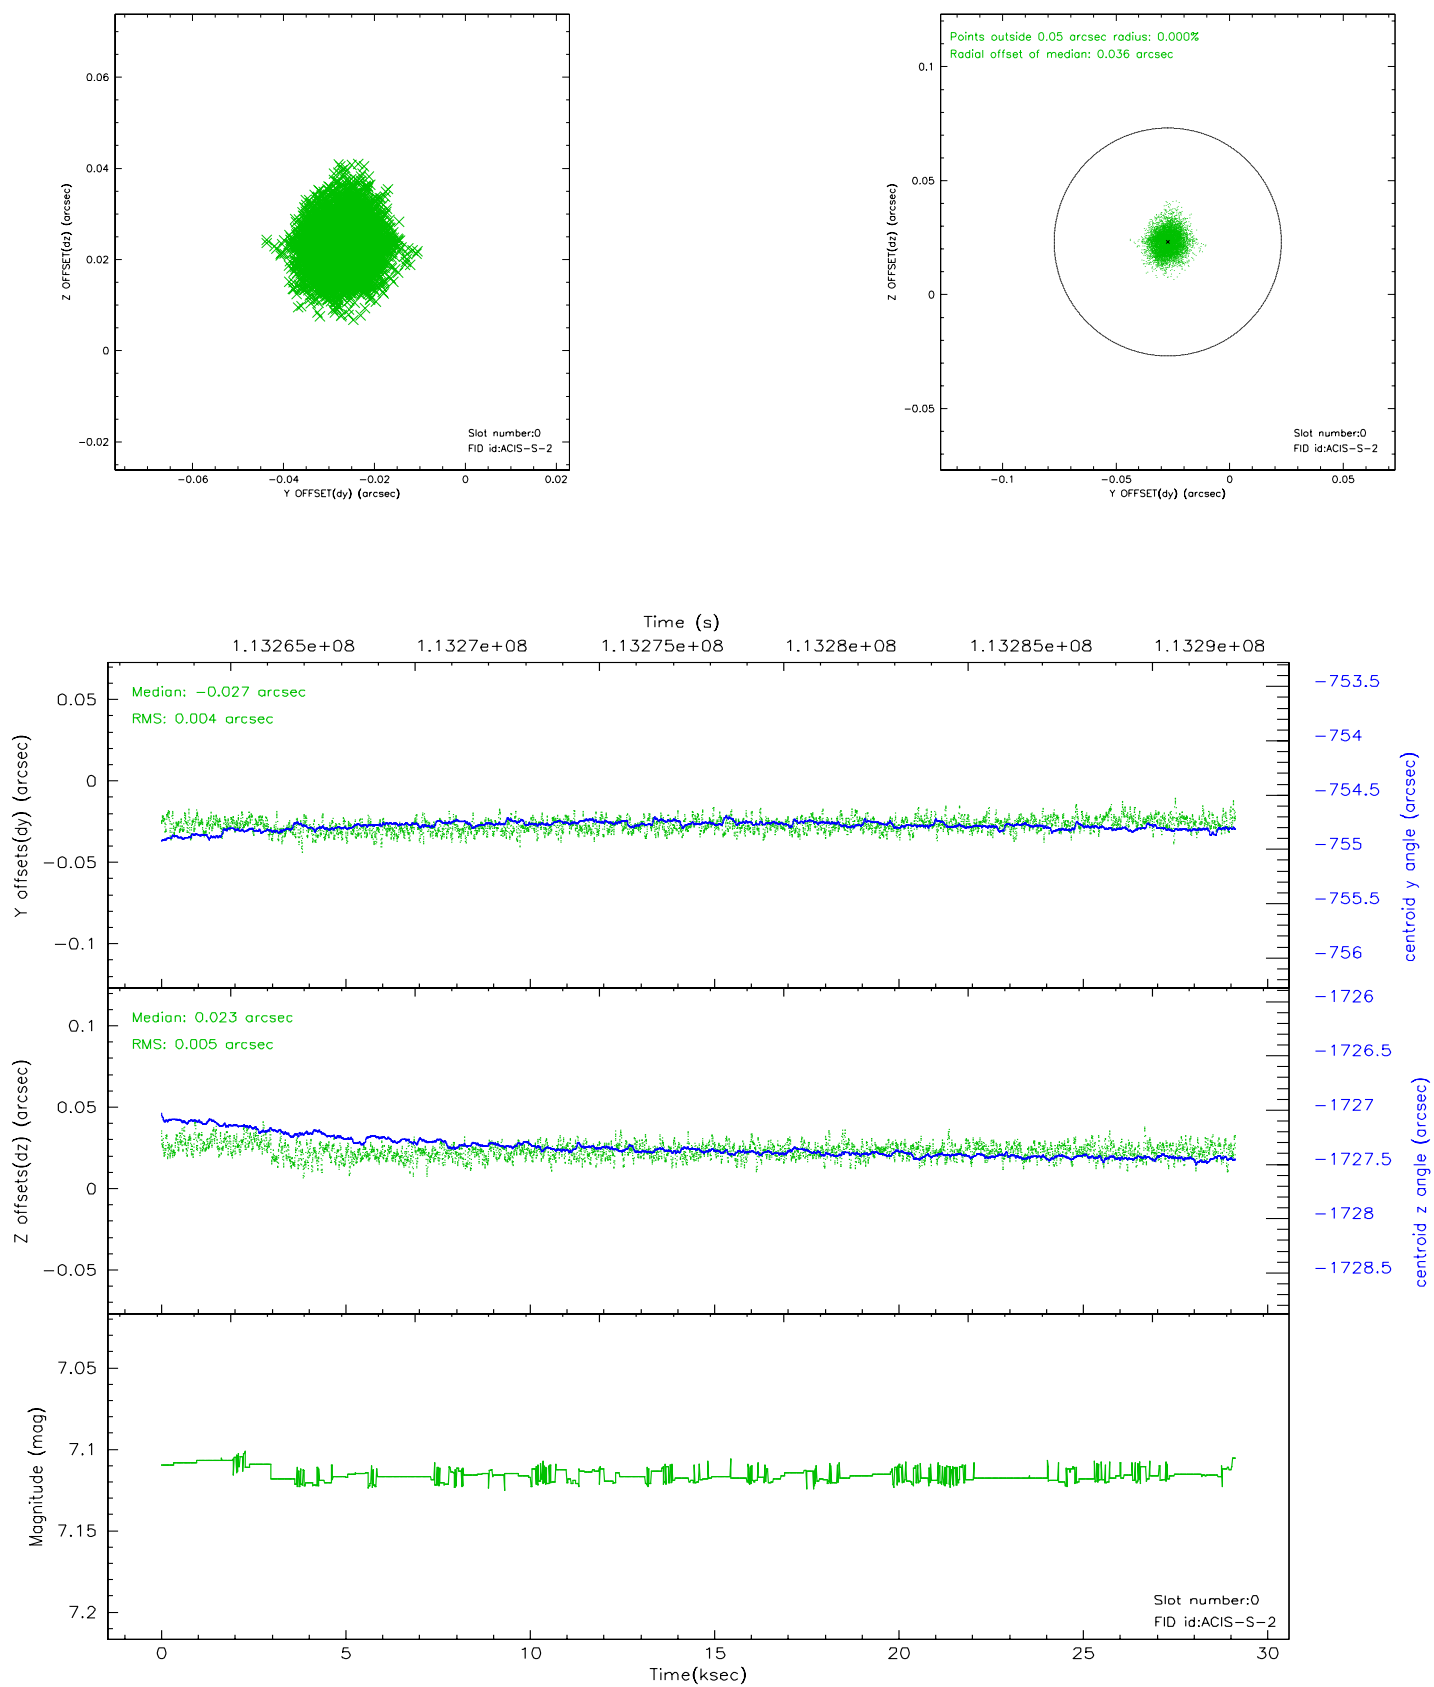 0.06
0.04
0.02
0
−0.02
Z OFFSET(dz) (arcsec)
Slot number:0
FID id:ACIS−S−2
−0.06
−0.04
−0.02
0
0.02
Y OFFSET(dy) (arcsec)
Points outside 0.05 arcsec radius: 0.000%
Radial offset of median: 0.036 arcsec
0.1
0.05
0
−0.05
Z OFFSET(dz) (arcsec)
Slot number:0
FID id:ACIS−S−2
−0.1
−0.05
0
0.05
Y OFFSET(dy) (arcsec)
Time (s)
1.13265e+08
1.1327e+08
1.13275e+08
1.1328e+08
1.13285e+08
1.1329e+08
Median: −0.027 arcsec
RMS: 0.004 arcsec
0.05
0
−0.05
−0.1
Y offsets(dy) (arcsec)
−753.5
−754
−754.5
−755
−755.5
−756
centroid y angle (arcsec)
Median: 0.023 arcsec
RMS: 0.005 arcsec
0.1
0.05
0
−0.05
Z offsets(dz) (arcsec)
−1726
−1726.5
−1727
−1727.5
−1728
−1728.5
centroid z angle (arcsec)
7.05
7.1
7.15
7.2
Magnitude (mag)
Slot number:0
FID id:ACIS−S−2
0
5
10
15
20
25
30
Time(ksec)